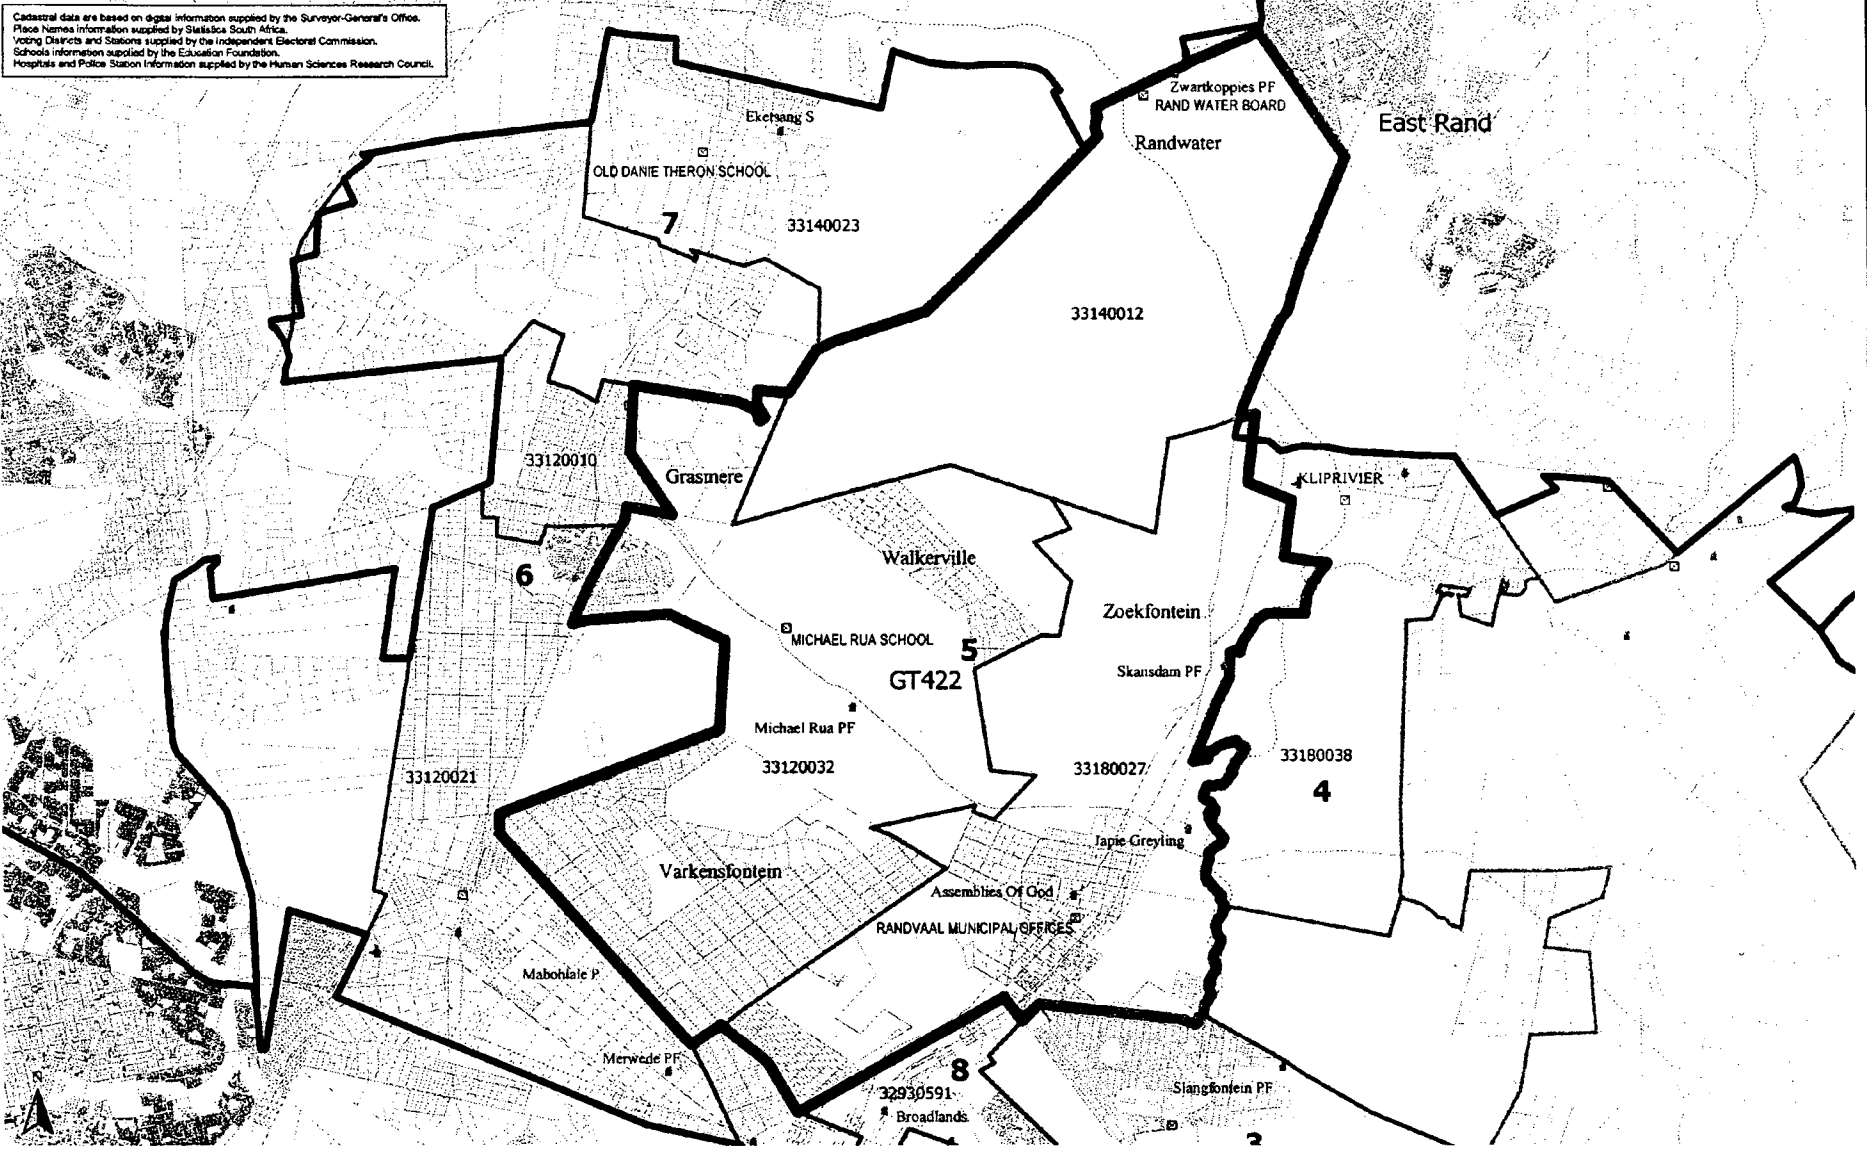 Cadastral data are based on digital information supplied by the Surveyor-General's Office.
Place Names information supplied by Statistics South Africa.
Voting Districts and Stations supplied by the Independent Electoral Commission.
Schools information supplied by the Education Foundation.
Hospitals and Police Station Information supplied by the Human Sciences Research Council.
Zwartkoppies PF
RAND WATER BOARD
East Rand
Eketsang S
Randwater
OLD DANIE THERON SCHOOL
7
33140023
33140012
33120010
Grasmere
KLIPRIVIER
Walkerville
6
Zoekfontein
MICHAEL RUA SCHOOL
5
GT422
Skansdam PF
Michael Rua PF
33120021
33120032
33180027
33180038
4
Japie Greyling
Varkensfontein
Assemblies Of God
RANDVAAL MUNICIPAL OFFICES
Mabohlale P
Merwede PF
8
32930591
Slangfontein PF
Broadlands
3
N